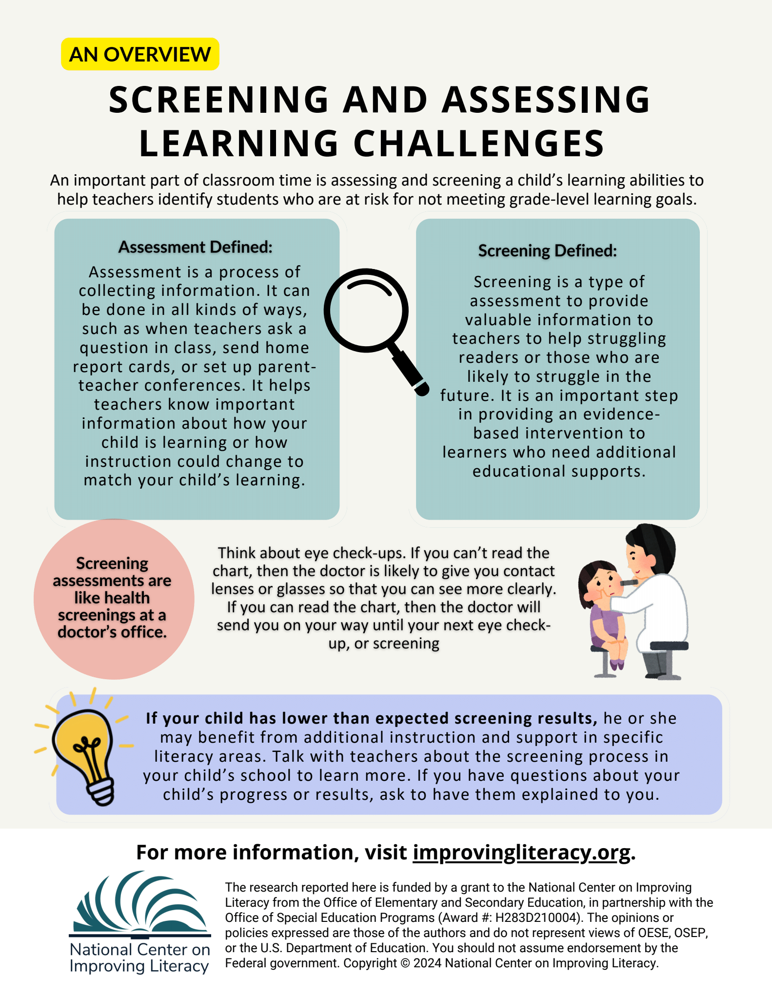 AN OVERVIEW
SCREENING AND ASSESSING
LEARNING CHALLENGES
An important part of classroom time is assessing and screening a child’s learning abilities to
help teachers identify students who are at risk for not meeting grade-level learning goals.
Assessment Defined:
Assessment is a process of
collecting information. It can
be done in all kinds of ways,
such as when teachers ask a
question in class, send home
report cards, or set up parent-
teacher conferences. It helps
teachers know important
information about how your
child is learning or how
instruction could change to
match your child’s learning.
Screening Defined:
Screening is a type of
assessment to provide
valuable information to
teachers to help struggling
readers or those who are
likely to struggle in the
future. It is an important step
in providing an evidence-
based intervention to
learners who need additional
educational supports.
Screening
assessments are
like health
screenings at a
doctor’s office.
Think about eye check-ups. If you can’t read the
chart, then the doctor is likely to give you contact
lenses or glasses so that you can see more clearly.
If you can read the chart, then the doctor will
send you on your way until your next eye check-
up, or screening
If your child has lower than expected screening results, he or she
may benefit from additional instruction and support in specific
literacy areas. Talk with teachers about the screening process in
your child’s school to learn more. If you have questions about your
child’s progress or results, ask to have them explained to you.
For more information, visit improvingliteracy.org.
National Center on
Improving Literacy
The research reported here is funded by a grant to the National Center on Improving
Literacy from the Office of Elementary and Secondary Education, in partnership with the
Office of Special Education Programs (Award #: H283D210004). The opinions or
policies expressed are those of the authors and do not represent views of OESE, OSEP,
or the U.S. Department of Education. You should not assume endorsement by the
Federal government. Copyright © 2024 National Center on Improving Literacy.